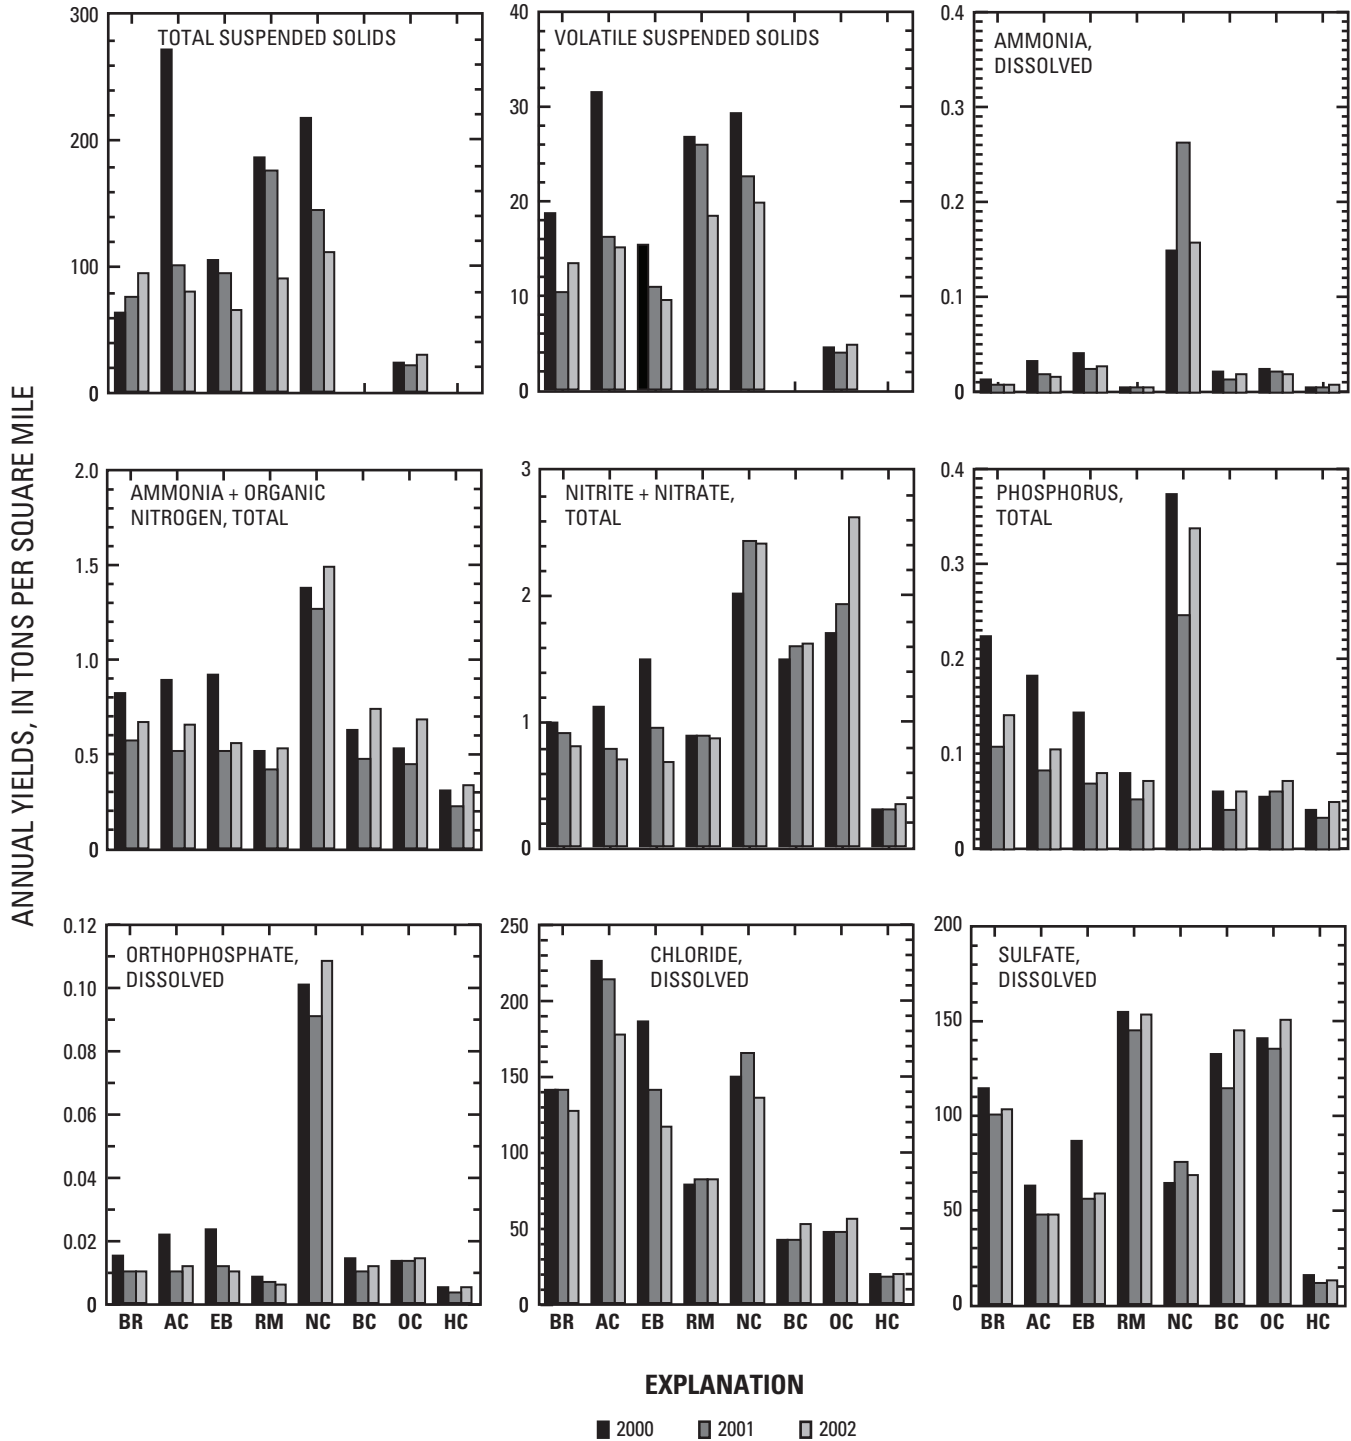 ANNUAL YIELDS, IN TONS PER SQUARE MILE
TOTAL SUSPENDED SOLIDS
300
200
100
0
VOLATILE SUSPENDED SOLIDS
40
30
20
10
0
AMMONIA,
DISSOLVED
0.4
0.3
0.2
0.1
0
AMMONIA + ORGANIC
NITROGEN, TOTAL
2.0
1.5
1.0
0.5
0
NITRITE + NITRATE,
TOTAL
3
2
1
0
PHOSPHORUS,
TOTAL
0.4
0.3
0.2
0.1
0
ORTHOPHOSPHATE,
DISSOLVED
0.12
0.10
0.08
0.06
0.04
0.02
0
BR AC EB RM NC BC OC HC
CHLORIDE,
DISSOLVED
250
200
150
100
50
0
BR AC EB RM NC BC OC HC
SULFATE,
DISSOLVED
200
150
100
50
0
BR AC EB RM NC BC OC HC
EXPLANATION
2000 2001 2002